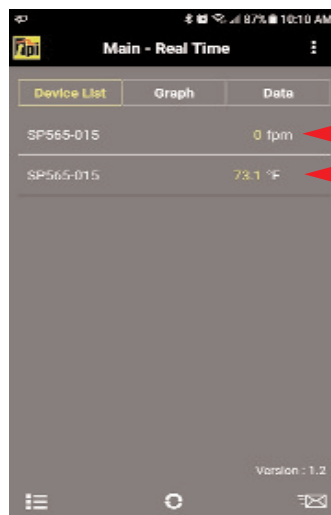 87% 10:10 AM
tpi Main - Real Time
Device List Graph Data
SP565-015 0 fpm
SP565-015 73.1 °F
Version : 1.2